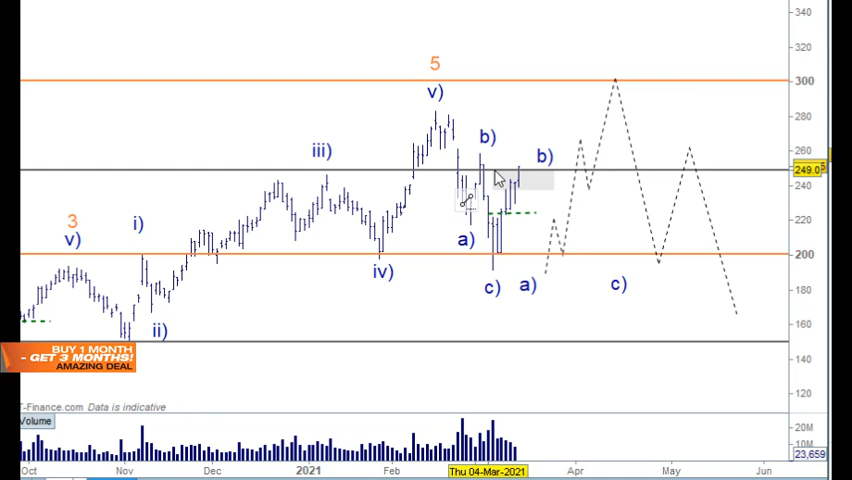 340
320
5
300
v)
280
b)
260
iii)
b)
249.0
240
3
i)
220
v)
a)
200
iv)
c)
a)
c)
180
ii)
160
BUY 1 MONTH
- GET 3 MONTHS!
AMAZING DEAL
140
120
T-Finance.com Data is indicative
Volume
20M
10M
23,659
Oct
Nov
Dec
2021
Feb
Thu 04-Mar-2021
Apr
May
Jun